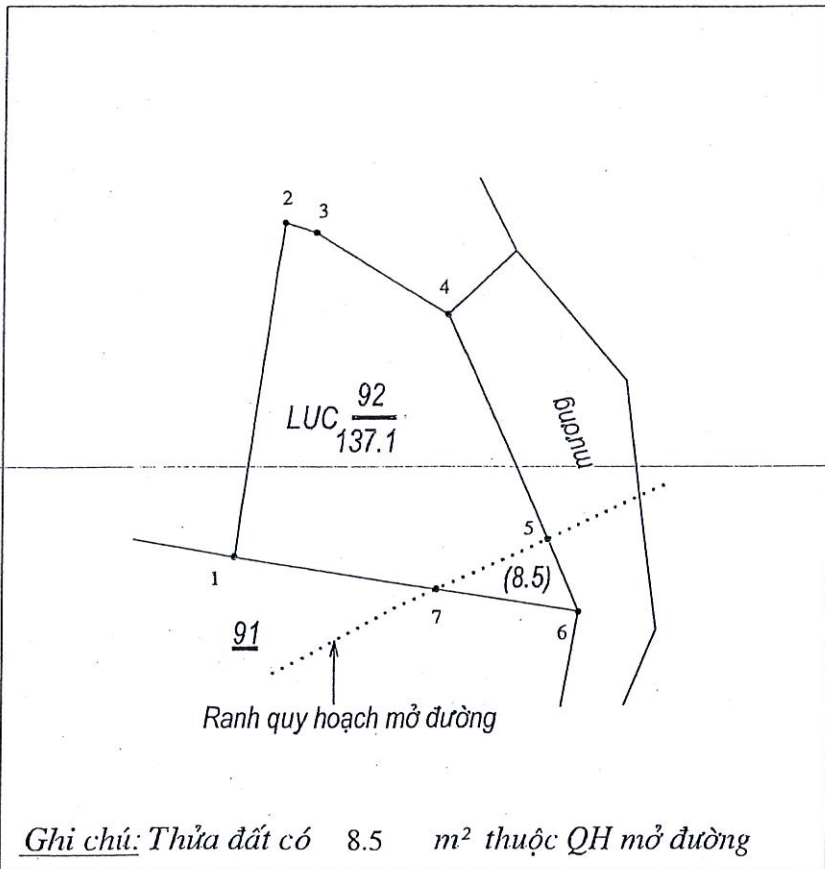 2
3
4
LUC 92
137.1
mương
5
(8.5)
1
7
6
91
Ranh quy hoạch mở đường
Ghi chú: Thửa đất có 8.5 m² thuộc QH mở đường